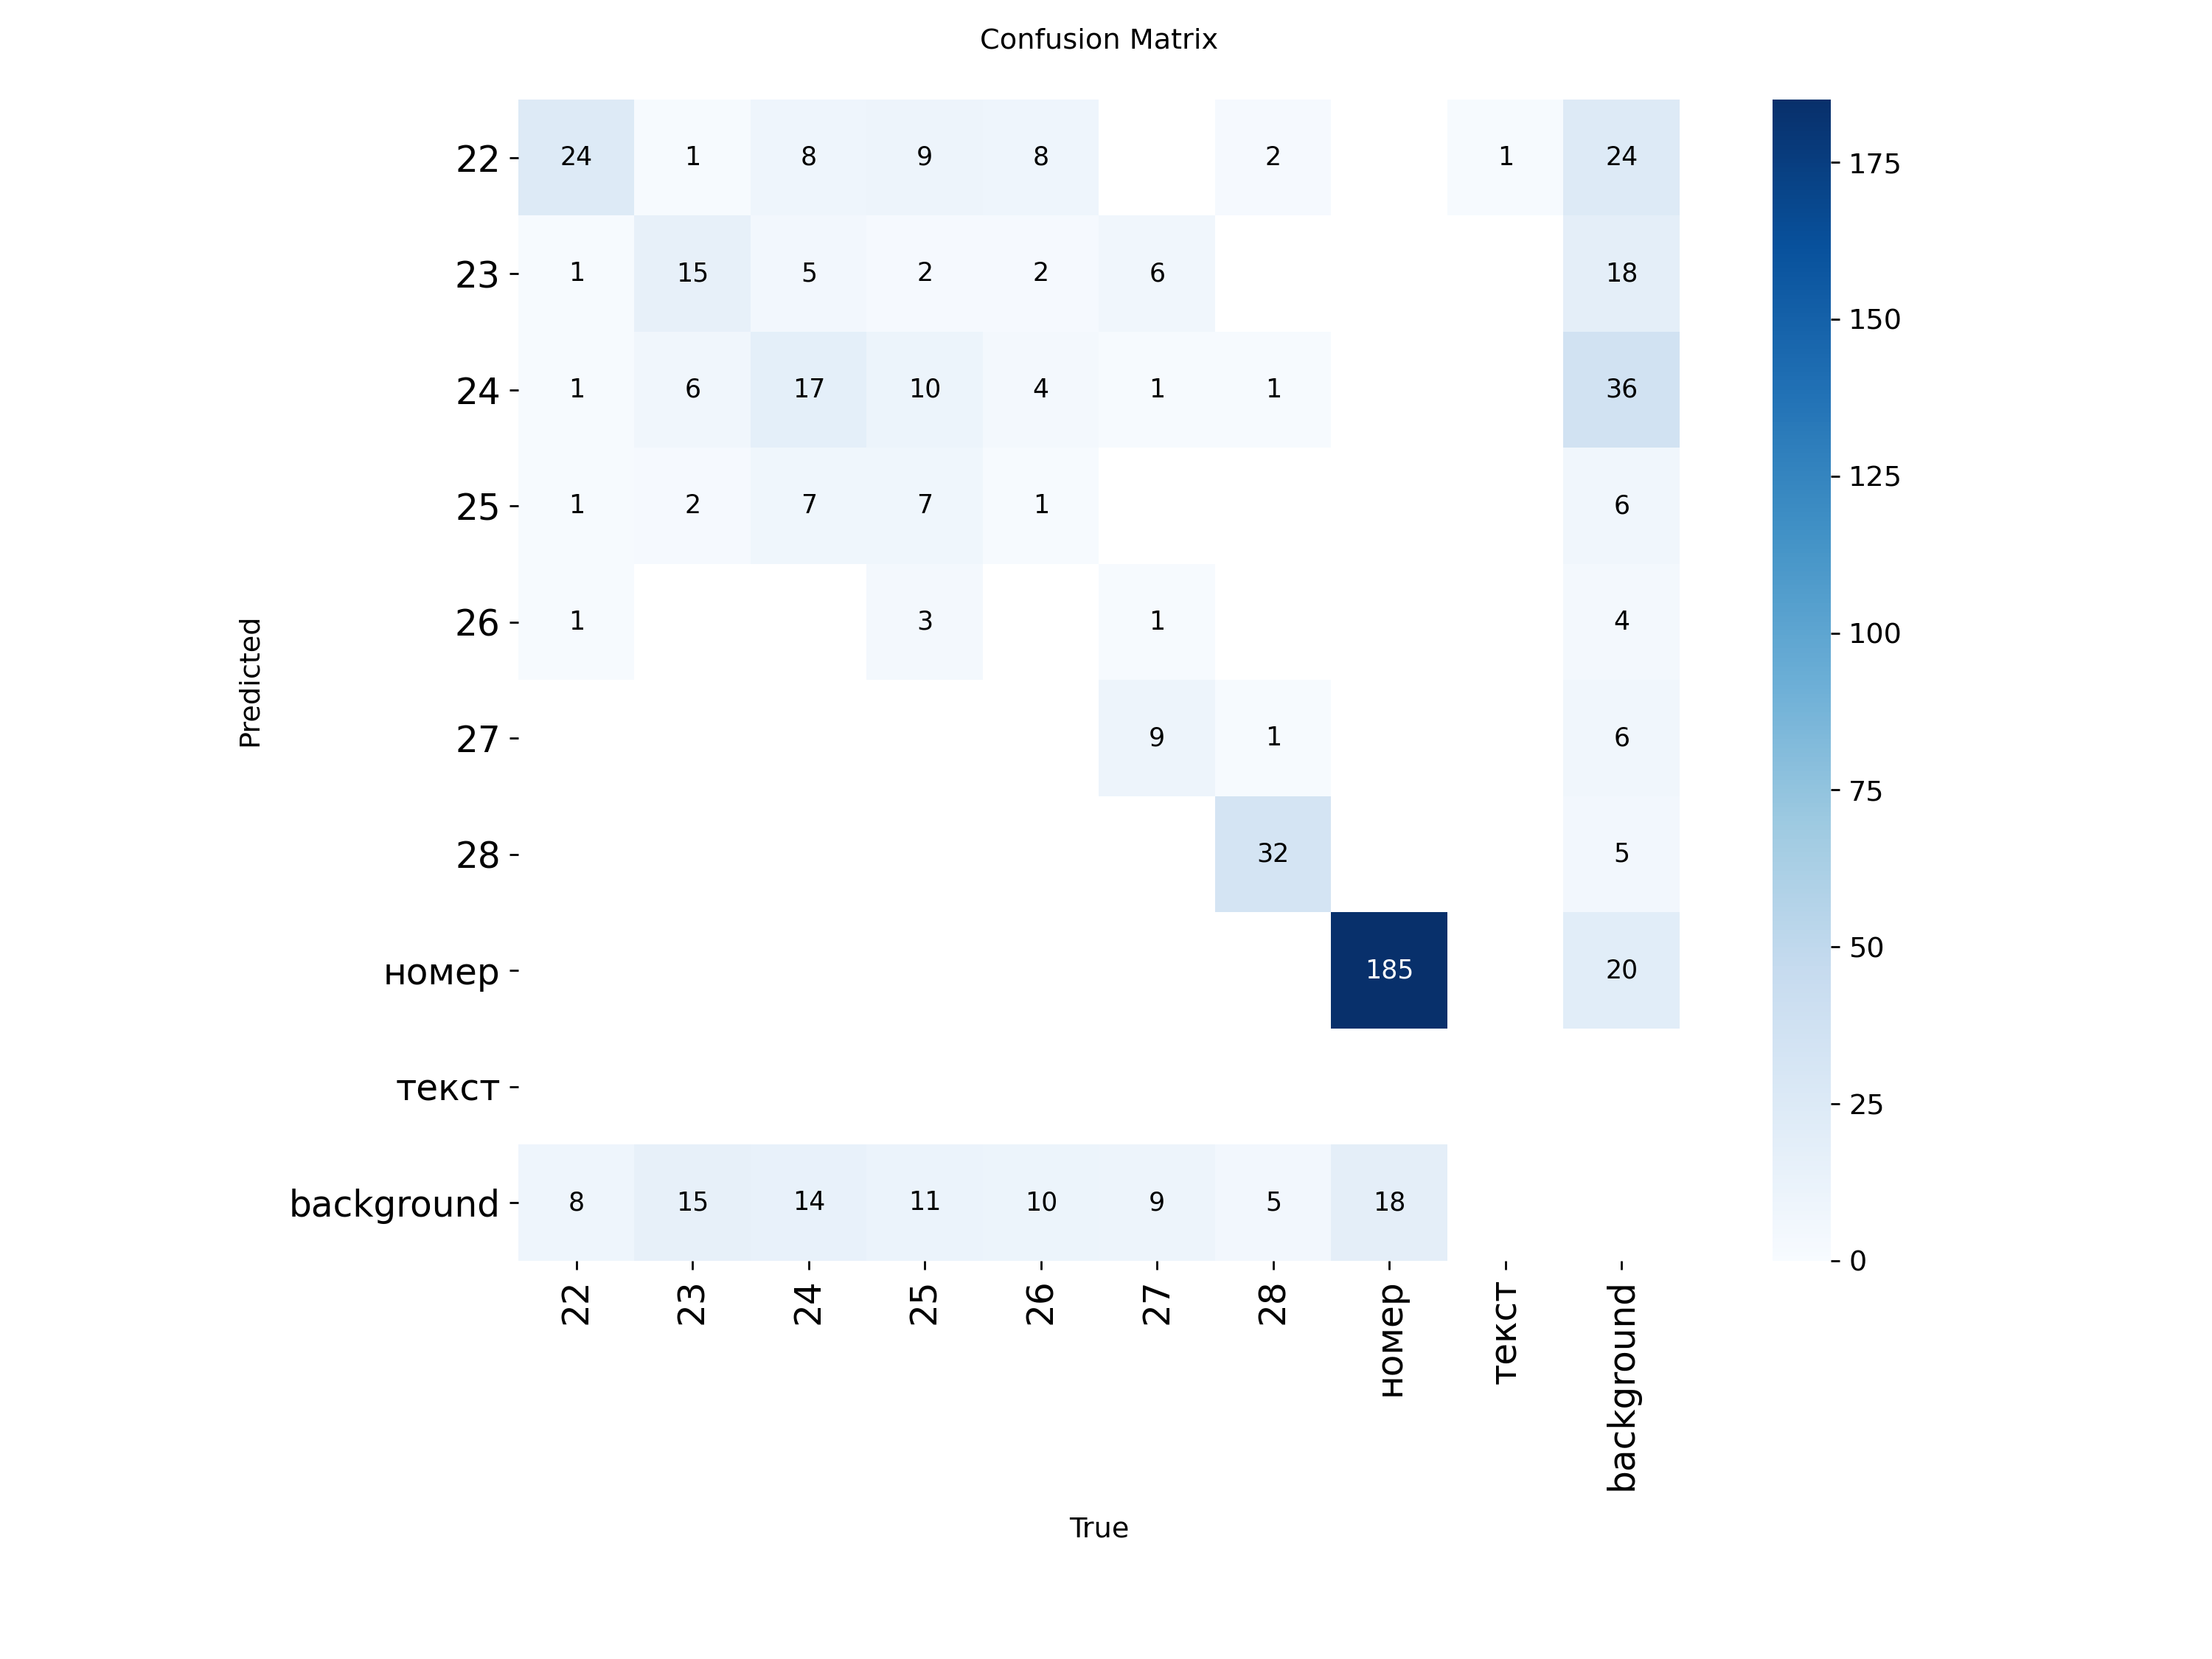 Confusion Matrix
22 24 1 8 9 8 2 1 24
23 1 15 5 2 2 6 18
24 1 6 17 10 4 1 1 36
25 1 2 7 7 1 6
26 1 3 1 4
27 9 1 6
28 32 5
номер 185 20
текст
background 8 15 14 11 10 9 5 18
22 23 24 25 26 27 28 номер текст background
True
Predicted
175
150
125
100
75
50
25
0